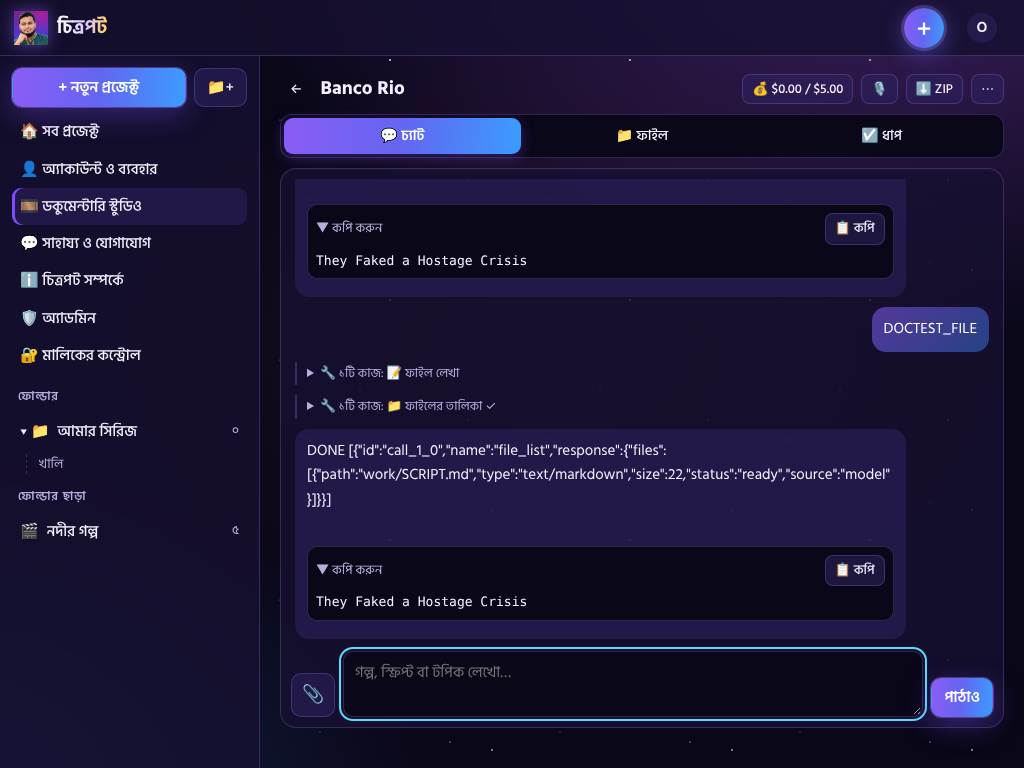 চিত্রপট
+
O
+ নতুন প্রজেক্ট
📁+
🏠 সব প্রজেক্ট
👤 অ্যাকাউন্ট ও ব্যবহার
🎞️ ডকুমেন্টারি স্টুডিও
💬 সাহায্য ও যোগাযোগ
ℹ️ চিত্রপট সম্পর্কে
🛡️ অ্যাডমিন
🔐 মালিকের কন্ট্রোল
ফোল্ডার
▾ 📁 আমার সিরিজ ০
খালি
ফোল্ডার ছাড়া
🎬 নদীর গল্প ৫
← Banco Rio
💰 $0.00 / $5.00
🎙️
⬇️ ZIP
⋯
💬 চ্যাট
📁 ফাইল
☑️ ধাপ
▼ কপি করুন
📋 কপি
They Faked a Hostage Crisis
DOCTEST_FILE
▶ 🔧 ১টি কাজ: 📝 ফাইল লেখা
▶ 🔧 ১টি কাজ: 📁 ফাইলের তালিকা ✓
DONE [{"id":"call_1_0","name":"file_list","response":{"files":
[{"path":"work/SCRIPT.md","type":"text/markdown","size":22,"status":"ready","source":"model"
}]}}]
▼ কপি করুন
📋 কপি
They Faked a Hostage Crisis
📎
গল্প, স্ক্রিপ্ট বা টপিক লেখো...
পাঠাও